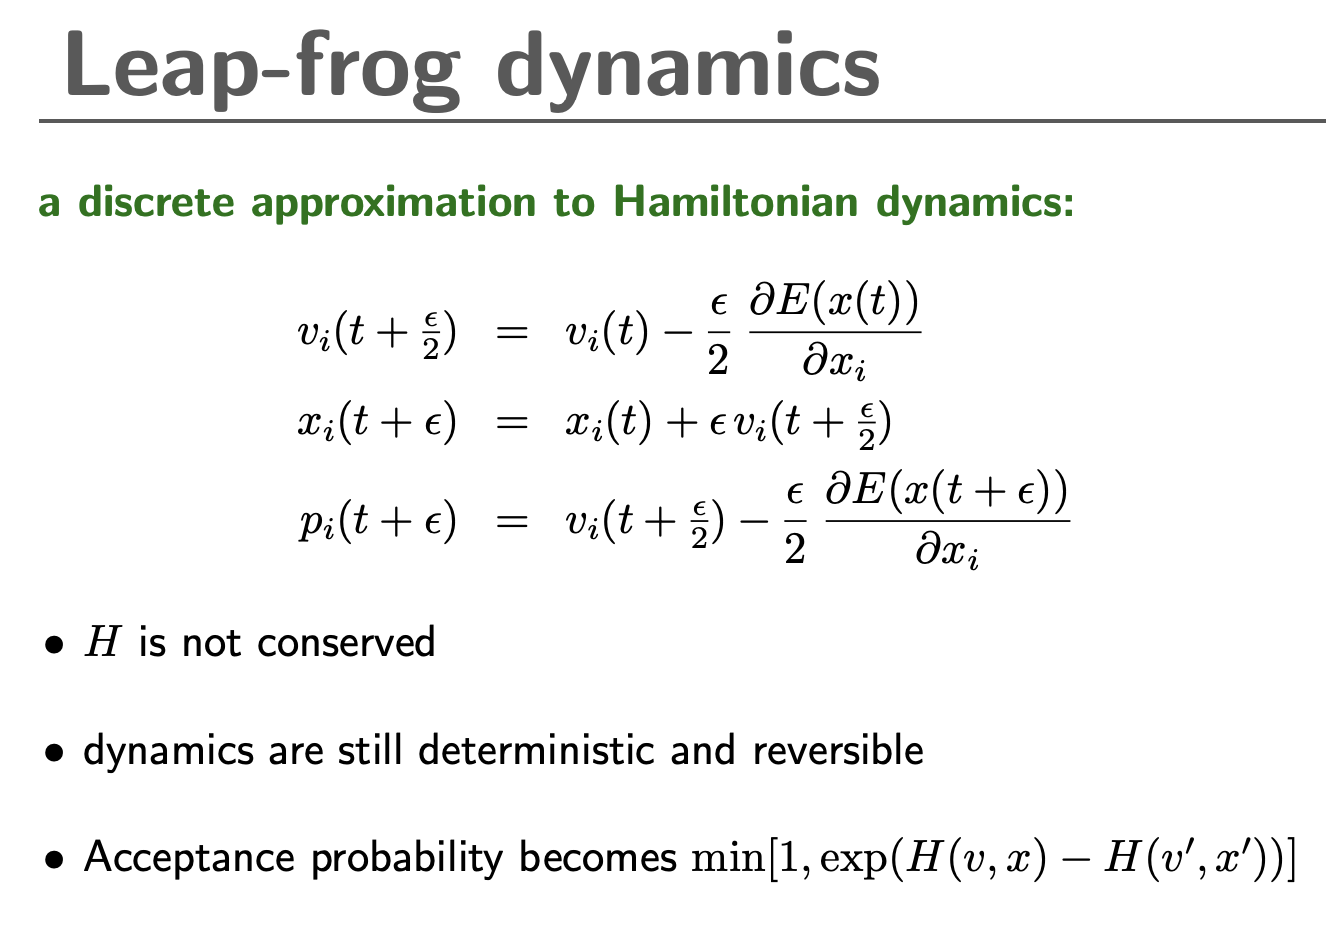 Leap-frog dynamics
a discrete approximation to Hamiltonian dynamics:
$v_i(t + \frac{\epsilon}{2}) = v_i(t) - \frac{\epsilon}{2} \frac{\partial E(x(t))}{\partial x_i}$
$x_i(t + \epsilon) = x_i(t) + \epsilon\, v_i(t + \frac{\epsilon}{2})$
$p_i(t + \epsilon) = v_i(t + \frac{\epsilon}{2}) - \frac{\epsilon}{2} \frac{\partial E(x(t + \epsilon))}{\partial x_i}$
• $H$ is not conserved
• dynamics are still deterministic and reversible
• Acceptance probability becomes $\min[1, \exp(H(v, x) - H(v', x'))]$